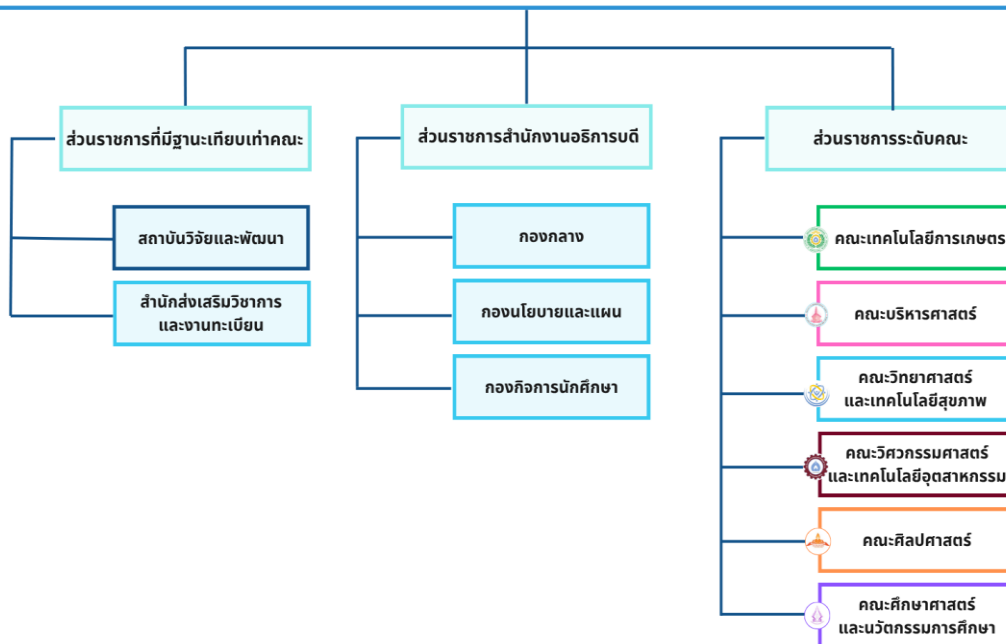 ส่วนราชการที่มีฐานะเทียบเท่าคณะ
สถาบันวิจัยและพัฒนา
สำนักส่งเสริมวิชาการ
และงานทะเบียน
ส่วนราชการสำนักงานอธิการบดี
กองกลาง
กองนโยบายและแผน
กองกิจการนักศึกษา
ส่วนราชการระดับคณะ
คณะเทคโนโลยีการเกษตร
คณะบริหารศาสตร์
คณะวิทยาศาสตร์
และเทคโนโลยีสุขภาพ
คณะวิศวกรรมศาสตร์
และเทคโนโลยีอุตสาหกรรม
คณะศิลปศาสตร์
คณะศึกษาศาสตร์
และนวัตกรรมการศึกษา